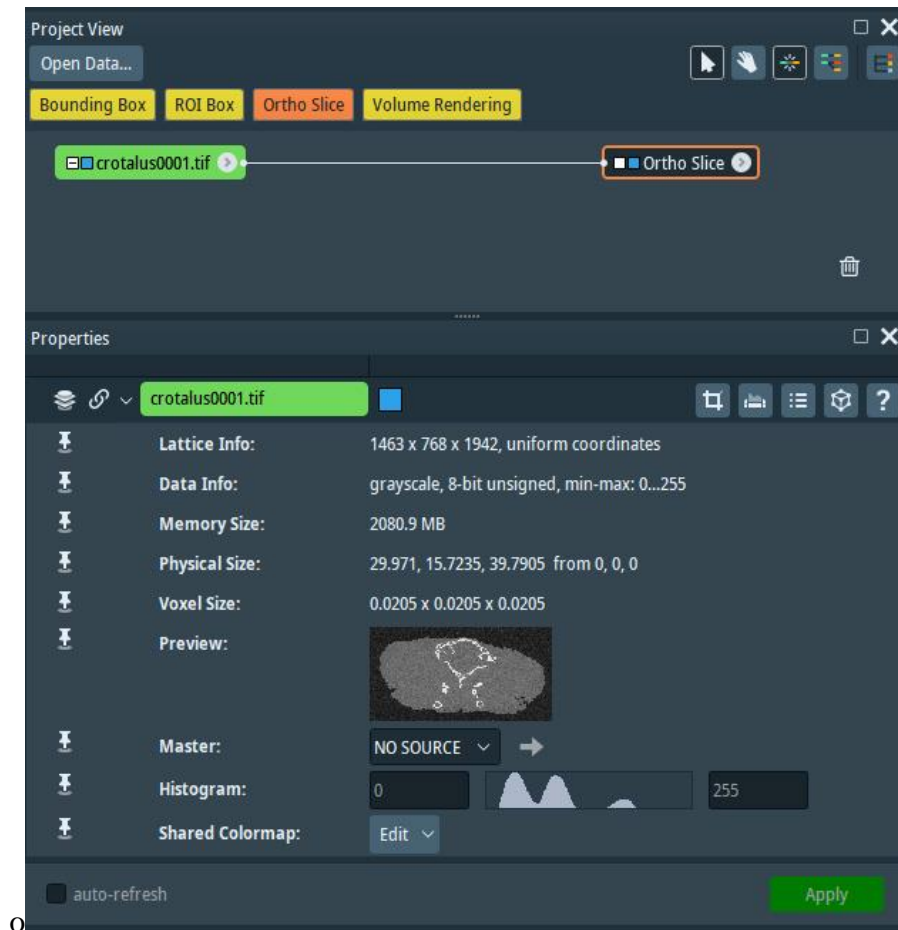 Project View
Open Data...
Bounding Box ROI Box Ortho Slice Volume Rendering
crotalus0001.tif Ortho Slice
Properties
crotalus0001.tif ?
Lattice Info: 1463 x 768 x 1942, uniform coordinates
Data Info: grayscale, 8-bit unsigned, min-max: 0...255
Memory Size: 2080.9 MB
Physical Size: 29.971, 15.7235, 39.7905 from 0, 0, 0
Voxel Size: 0.0205 x 0.0205 x 0.0205
Preview:
Master: NO SOURCE
Histogram: 0 255
Shared Colormap: Edit
auto-refresh Apply
o